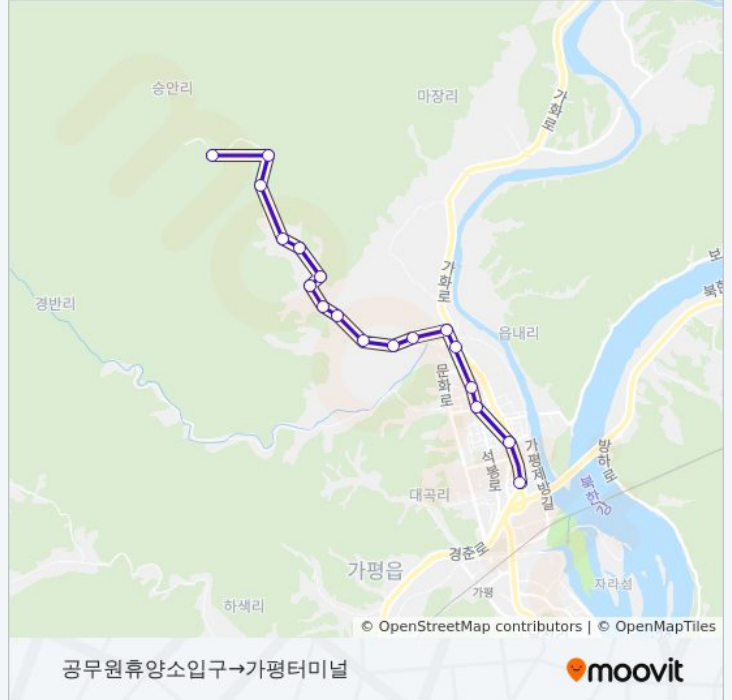 승안리
마장리
가화로
가화로
경반리
보
북한
읍내리
문화로
석봉로
가평제방길
방하로
북한강
대곡리
경춘로
가평읍
가평
자라섬
하색리
© OpenStreetMap contributors | © OpenMapTiles
공무원휴양소입구→가평터미널
moovit